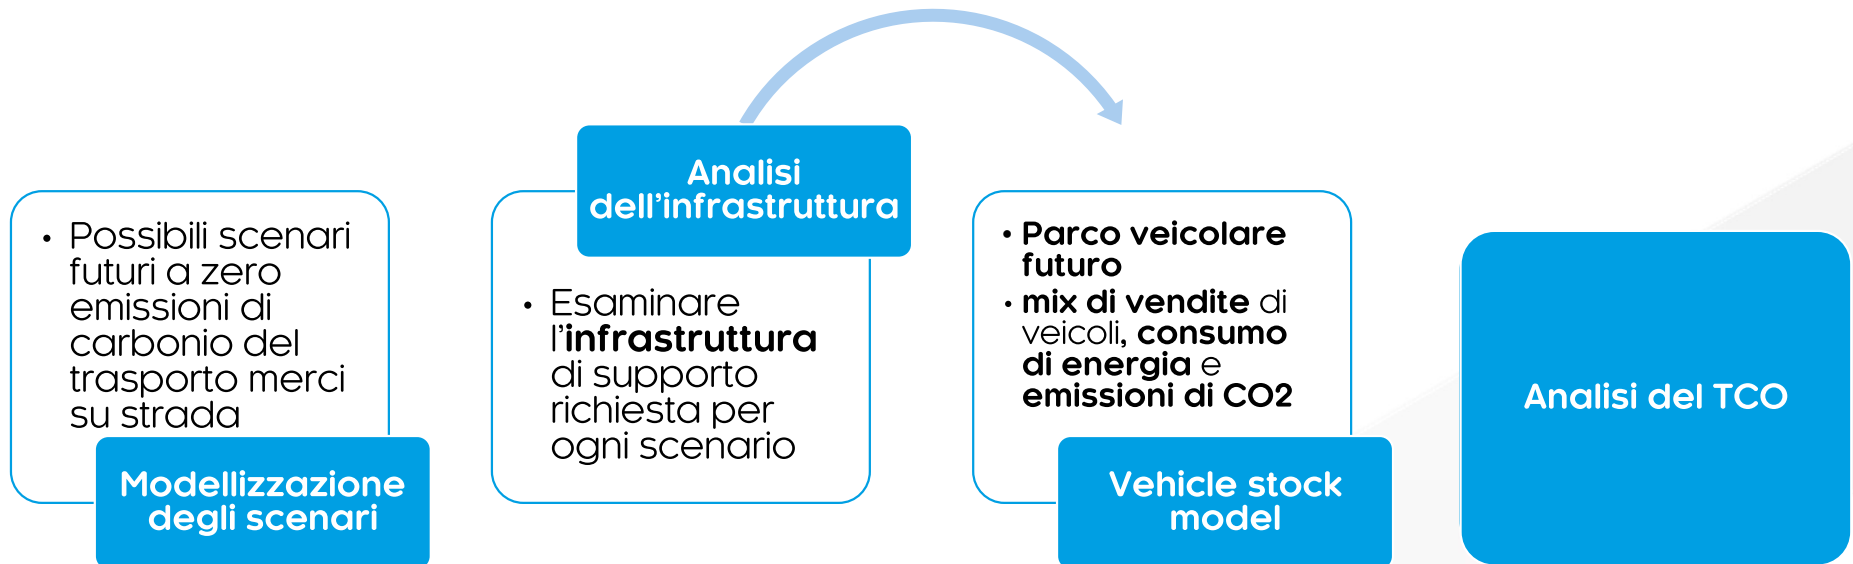 • Possibili scenari
futuri a zero
emissioni di
carbonio del
trasporto merci
su strada
Modellizzazione
degli scenari
Analisi
dell'infrastruttura
• Esaminare
l'infrastruttura
di supporto
richiesta per
ogni scenario
• Parco veicolare
futuro
• mix di vendite di
veicoli, consumo
di energia e
emissioni di CO2
Vehicle stock
model
Analisi del TCO